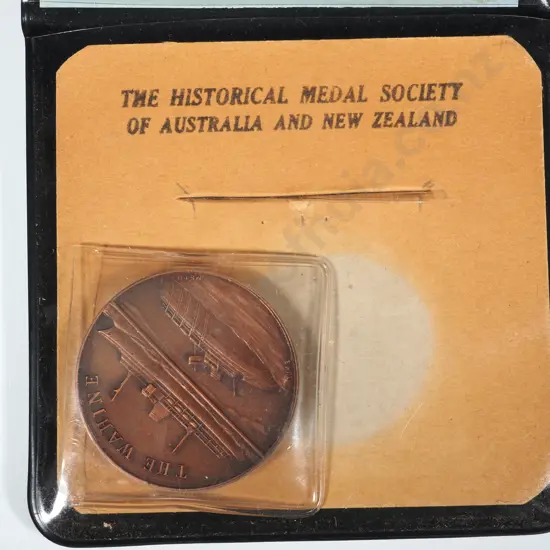 THE HISTORICAL MEDAL SOCIETY
OF AUSTRALIA AND NEW ZEALAND
THE WAHINE